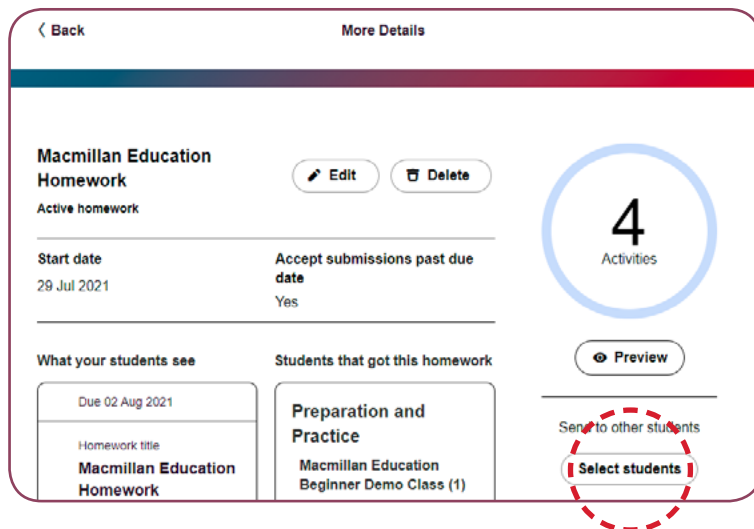 Back
More Details
Macmillan Education
Homework
Active homework
Edit
Delete
4
Activities
Start date
29 Jul 2021
Accept submissions past due
date
Yes
Preview
What your students see
Students that got this homework
Due 02 Aug 2021
Homework title
Macmillan Education
Homework
Preparation and
Practice
Macmillan Education
Beginner Demo Class (1)
Send to other students
Select students